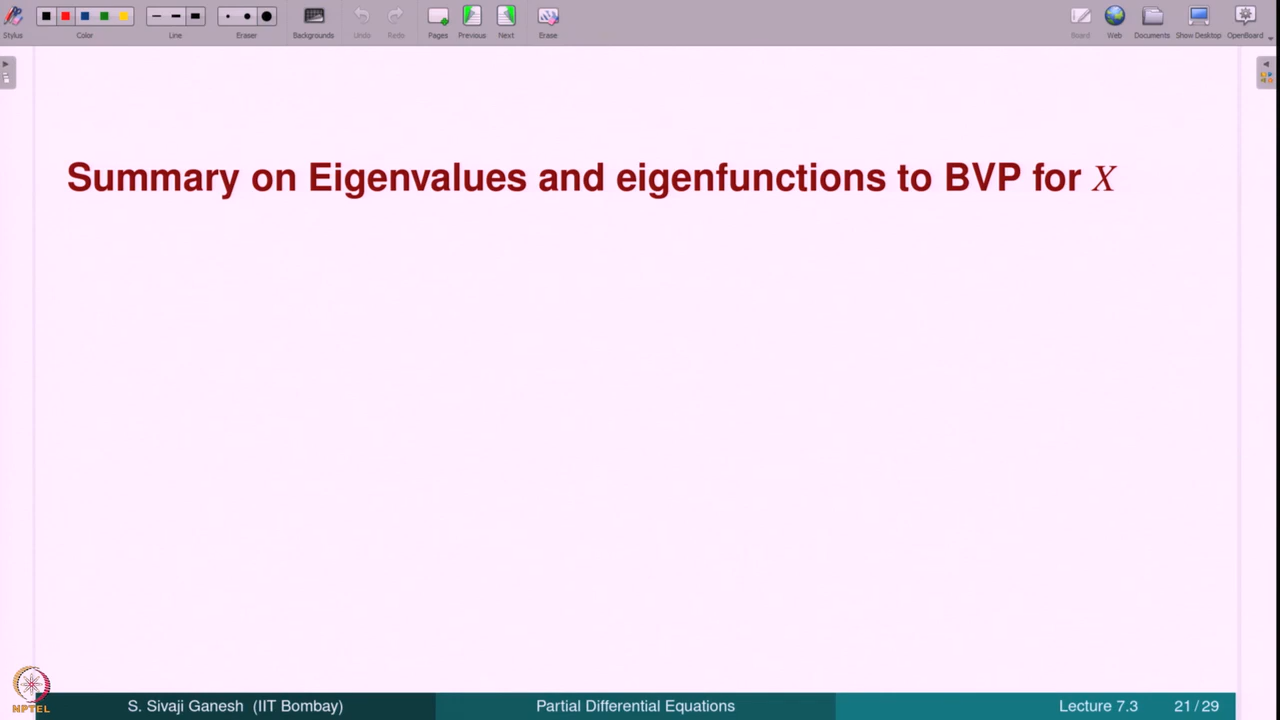 Stylus
Color
Line
Eraser
Backgrounds
Undo
Redo
Pages
Previous
Next
Erase
Board
Web
Documents
Show Desktop
OpenBoard
Summary on Eigenvalues and eigenfunctions to BVP for X
NPTEL
S. Sivaji Ganesh (IIT Bombay)
Partial Differential Equations
Lecture 7.3
21 / 29